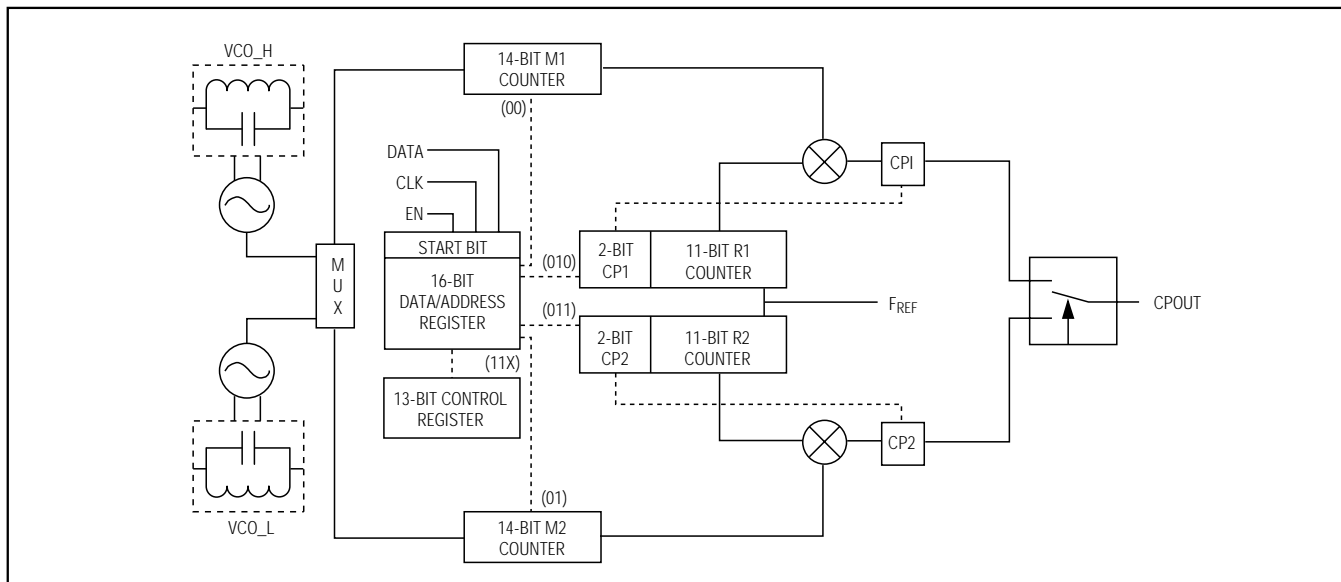 VCO_H
14-BIT M1
COUNTER
(00)
DATA
CLK
EN
CPI
START BIT
16-BIT
DATA/ADDRESS
REGISTER
(010)
2-BIT
CP1
11-BIT R1
COUNTER
M
U
X
FREF
CPOUT
(011)
2-BIT
CP2
11-BIT R2
COUNTER
(11X)
13-BIT CONTROL
REGISTER
CP2
(01)
14-BIT M2
COUNTER
VCO_L